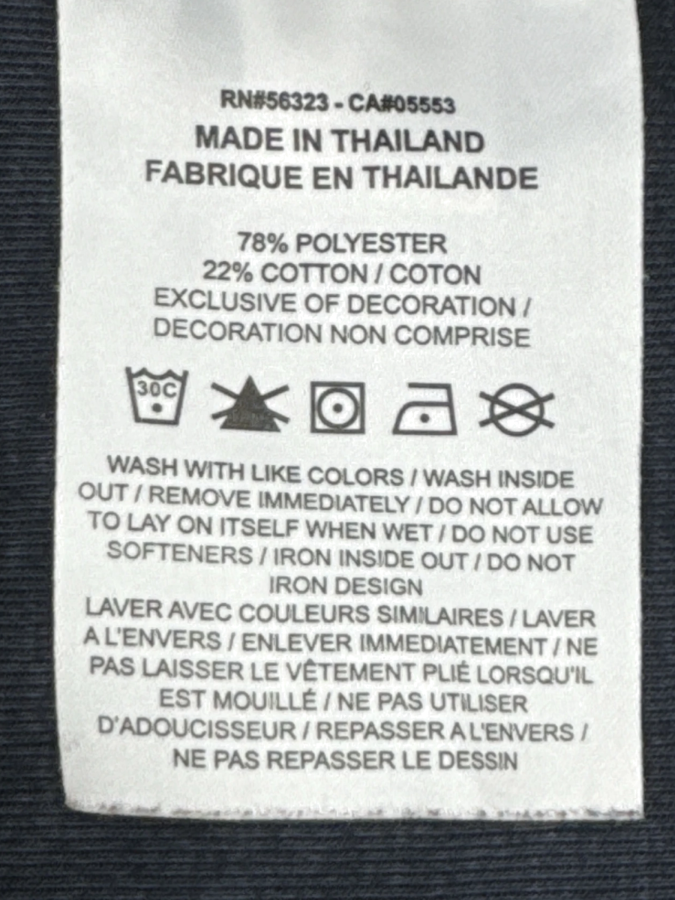 RN#56323 - CA#05553
MADE IN THAILAND
FABRIQUE EN THAILANDE
78% POLYESTER
22% COTTON / COTON
EXCLUSIVE OF DECORATION /
DECORATION NON COMPRISE
30C
WASH WITH LIKE COLORS / WASH INSIDE
OUT / REMOVE IMMEDIATELY / DO NOT ALLOW
TO LAY ON ITSELF WHEN WET / DO NOT USE
SOFTENERS / IRON INSIDE OUT / DO NOT
IRON DESIGN
LAVER AVEC COULEURS SIMILAIRES / LAVER
A L'ENVERS / ENLEVER IMMEDIATEMENT / NE
PAS LAISSER LE VÊTEMENT PLIÉ LORSQU'IL
EST MOUILLÉ / NE PAS UTILISER
D'ADOUCISSEUR / REPASSER A L'ENVERS /
NE PAS REPASSER LE DESSIN